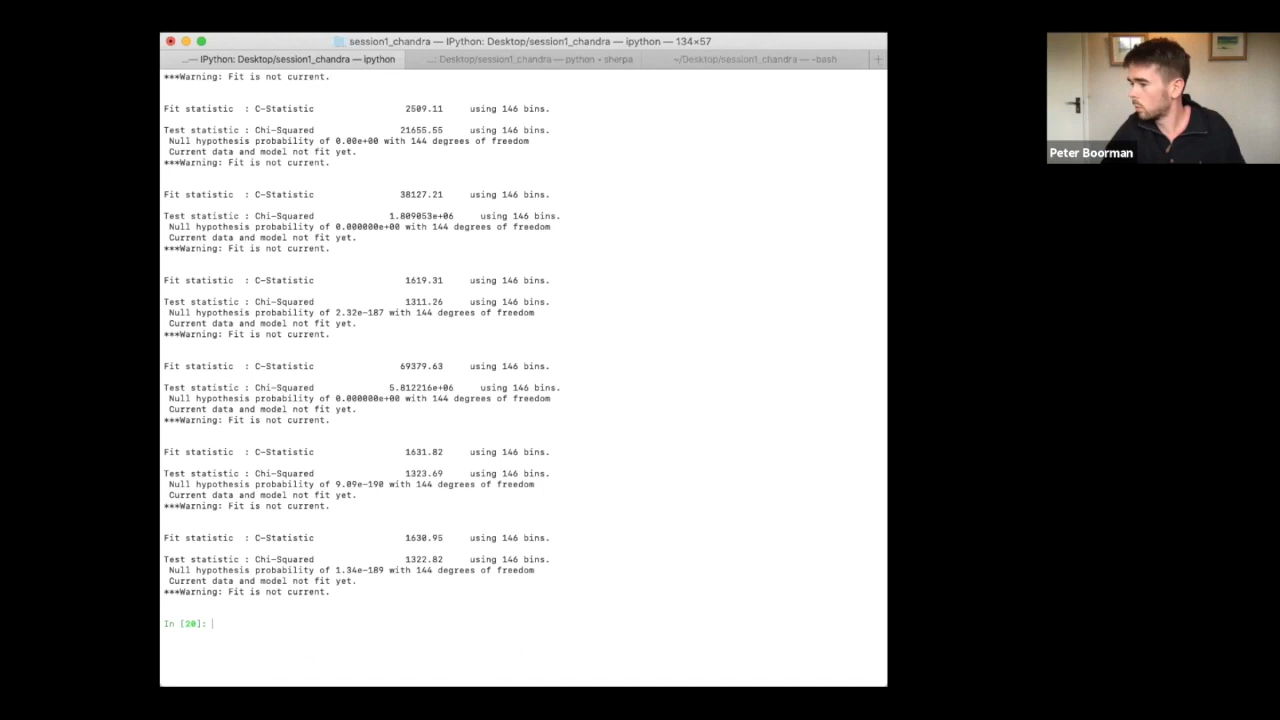 session1_chandra — IPython: Desktop/session1_chandra — ipython — 134×57
...— IPython: Desktop/session1_chandra — ipython
...: Desktop/session1_chandra — python • sherpa
~/Desktop/session1_chandra — -bash
+
***Warning: Fit is not current.
Fit statistic  : C-Statistic                 2509.11     using 146 bins.
Test statistic : Chi-Squared                21655.55     using 146 bins.
 Null hypothesis probability of 0.00e+00 with 144 degrees of freedom
 Current data and model not fit yet.
***Warning: Fit is not current.
Fit statistic  : C-Statistic                38127.21     using 146 bins.
Test statistic : Chi-Squared              1.809053e+06     using 146 bins.
 Null hypothesis probability of 0.000000e+00 with 144 degrees of freedom
 Current data and model not fit yet.
***Warning: Fit is not current.
Fit statistic  : C-Statistic                 1619.31     using 146 bins.
Test statistic : Chi-Squared                 1311.26     using 146 bins.
 Null hypothesis probability of 2.32e-187 with 144 degrees of freedom
 Current data and model not fit yet.
***Warning: Fit is not current.
Fit statistic  : C-Statistic                69379.63     using 146 bins.
Test statistic : Chi-Squared              5.812216e+06     using 146 bins.
 Null hypothesis probability of 0.000000e+00 with 144 degrees of freedom
 Current data and model not fit yet.
***Warning: Fit is not current.
Fit statistic  : C-Statistic                 1631.82     using 146 bins.
Test statistic : Chi-Squared                 1323.69     using 146 bins.
 Null hypothesis probability of 9.09e-190 with 144 degrees of freedom
 Current data and model not fit yet.
***Warning: Fit is not current.
Fit statistic  : C-Statistic                 1630.95     using 146 bins.
Test statistic : Chi-Squared                 1322.82     using 146 bins.
 Null hypothesis probability of 1.34e-189 with 144 degrees of freedom
 Current data and model not fit yet.
***Warning: Fit is not current.
In [20]:
Peter Boorman